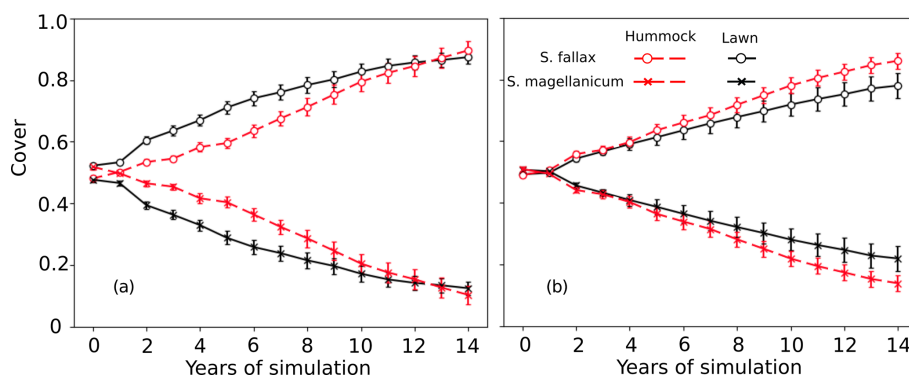 1.0
0.8
0.6
0.4
0.2
0
Cover
(a)
0 2 4 6 8 10 12 14
Years of simulation
Hummock Lawn
S. fallax
S. magellanicum
(b)
0 2 4 6 8 10 12 14
Years of simulation